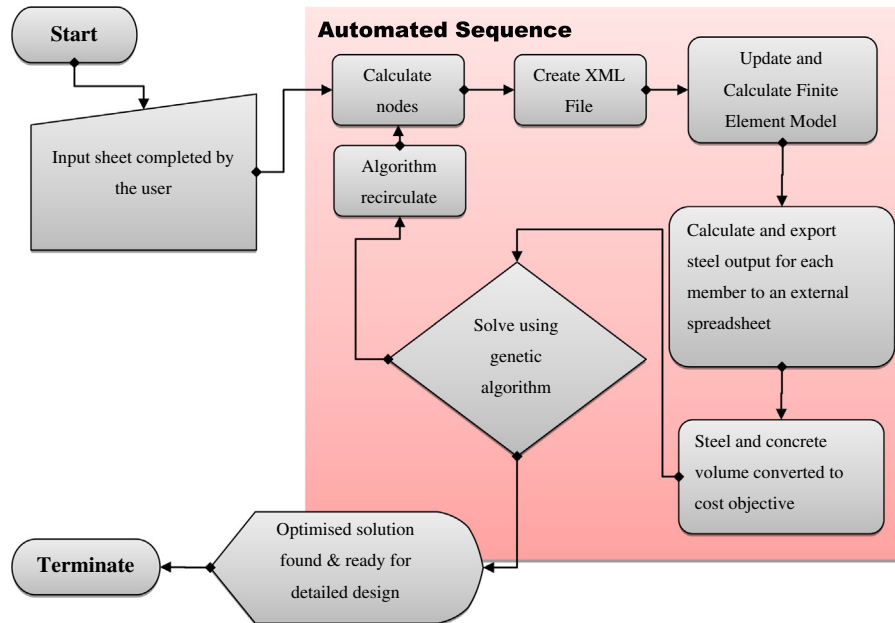 Start
Input sheet completed by
the user
Automated Sequence
Calculate
nodes
Create XML
File
Update and
Calculate Finite
Element Model
Algorithm
recirculate
Calculate and export
steel output for each
member to an external
spreadsheet
Solve using
genetic
algorithm
Steel and concrete
volume converted to
cost objective
Optimised solution
found & ready for
detailed design
Terminate